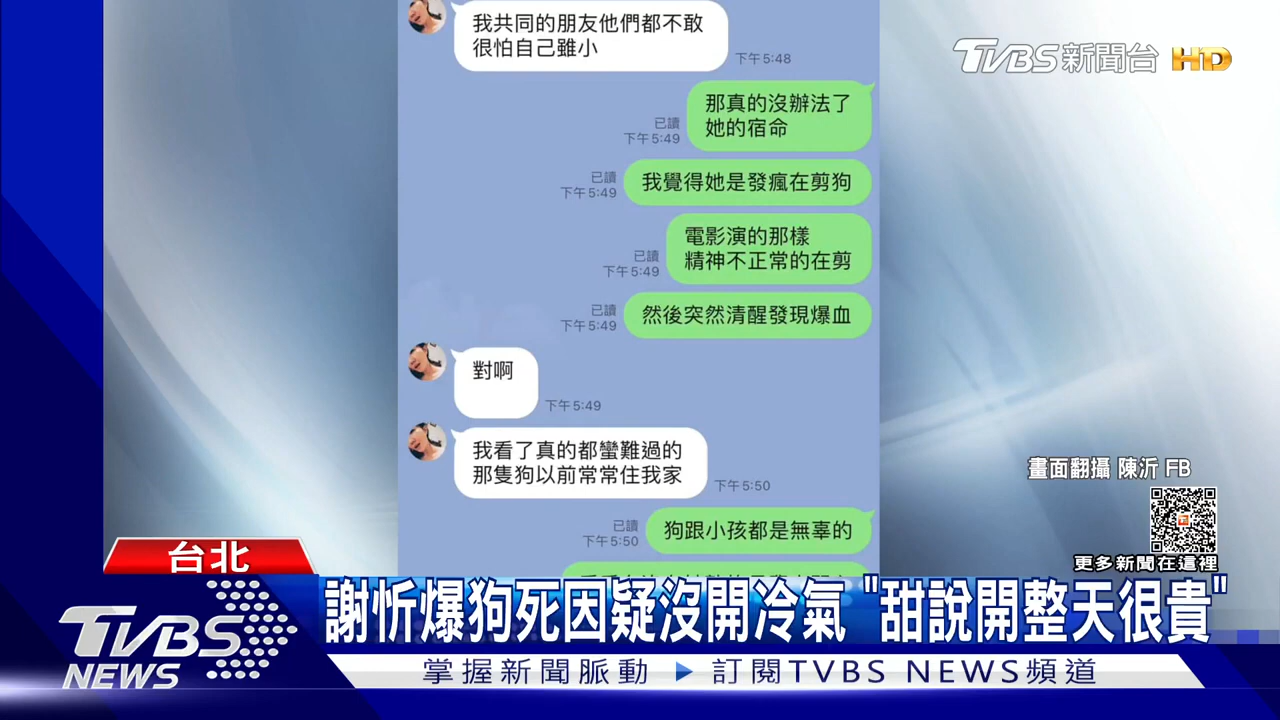 我共同的朋友他們都不敢
很怕自己雖小
下午5:48
TVBS新聞台 HD
那真的沒辦法了
她的宿命
已讀
下午5:49
我覺得她是發瘋在剪狗
已讀
下午5:49
電影演的那樣
精神不正常的在剪
已讀
下午5:49
然後突然清醒發現爆血
已讀
下午5:49
對啊
下午5:49
我看了真的都蠻難過的
那隻狗以前常常住我家
下午5:50
狗跟小孩都是無辜的
已讀
下午5:50
畫面翻攝 陳沂 FB
更多新聞在這裡
台北
謝忻爆狗死因疑沒開冷氣 "甜說開整天很貴"
TVBS NEWS
掌握新聞脈動 ▶ 訂閱TVBS NEWS頻道